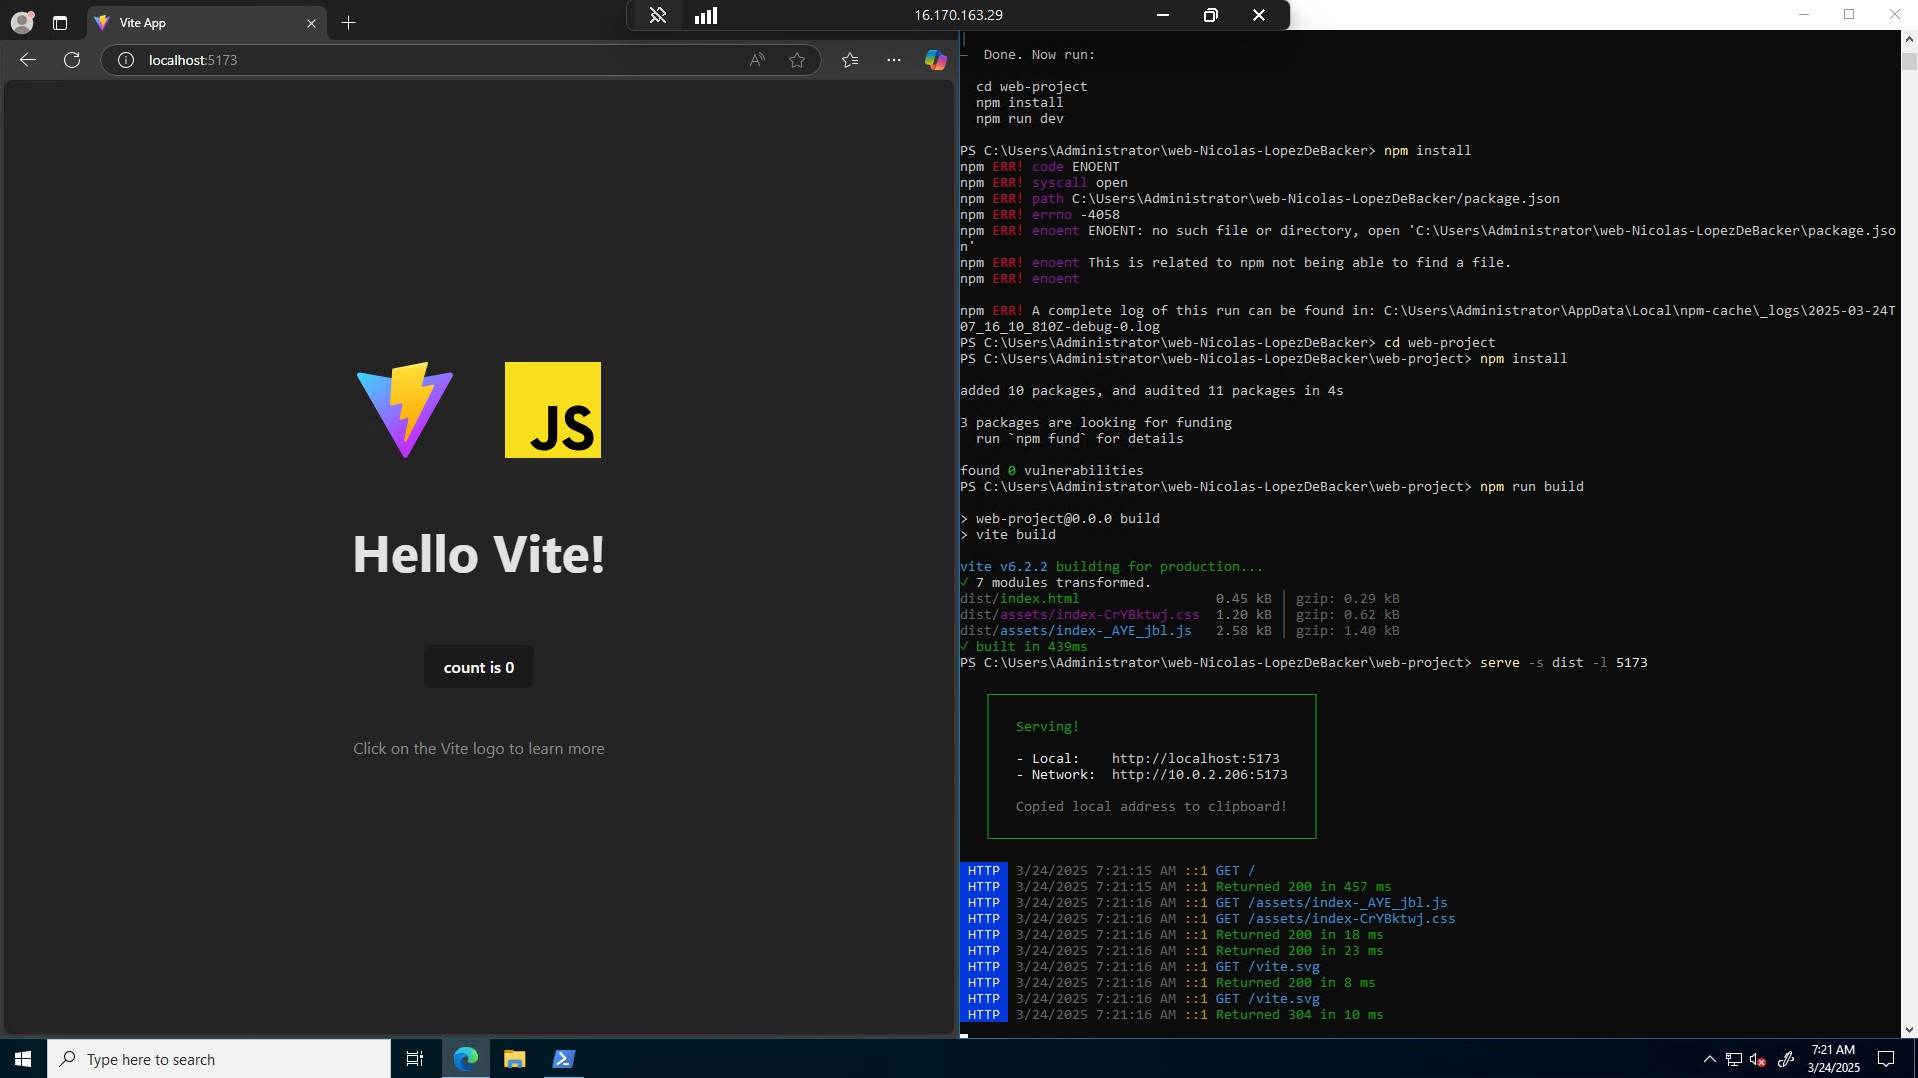 Vite App
16.170.163.29
localhost:5173
JS
Hello Vite!
count is 0
Click on the Vite logo to learn more
Done. Now run:
cd web-project
npm install
npm run dev
PS C:\Users\Administrator\web-Nicolas-LopezDeBacker> npm install
npm ERR! code ENOENT
npm ERR! syscall open
npm ERR! path C:\Users\Administrator\web-Nicolas-LopezDeBacker/package.json
npm ERR! errno -4058
npm ERR! enoent ENOENT: no such file or directory, open 'C:\Users\Administrator\web-Nicolas-LopezDeBacker\package.jso
n'
npm ERR! enoent This is related to npm not being able to find a file.
npm ERR! enoent
npm ERR! A complete log of this run can be found in: C:\Users\Administrator\AppData\Local\npm-cache\_logs\2025-03-24T
07_16_10_810Z-debug-0.log
PS C:\Users\Administrator\web-Nicolas-LopezDeBacker> cd web-project
PS C:\Users\Administrator\web-Nicolas-LopezDeBacker\web-project> npm install
added 10 packages, and audited 11 packages in 4s
3 packages are looking for funding
run `npm fund` for details
found 0 vulnerabilities
PS C:\Users\Administrator\web-Nicolas-LopezDeBacker\web-project> npm run build
> web-project@0.0.0 build
> vite build
vite v6.2.2 building for production...
✓ 7 modules transformed.
dist/index.html 0.45 kB │ gzip: 0.29 kB
dist/assets/index-CrYBktwj.css 1.20 kB │ gzip: 0.62 kB
dist/assets/index-_AYE_jbl.js 2.58 kB │ gzip: 1.40 kB
✓ built in 439ms
PS C:\Users\Administrator\web-Nicolas-LopezDeBacker\web-project> serve -s dist -l 5173
Serving!
- Local: http://localhost:5173
- Network: http://10.0.2.206:5173
Copied local address to clipboard!
HTTP 3/24/2025 7:21:15 AM ::1 GET /
HTTP 3/24/2025 7:21:15 AM ::1 Returned 200 in 457 ms
HTTP 3/24/2025 7:21:16 AM ::1 GET /assets/index-_AYE_jbl.js
HTTP 3/24/2025 7:21:16 AM ::1 GET /assets/index-CrYBktwj.css
HTTP 3/24/2025 7:21:16 AM ::1 Returned 200 in 18 ms
HTTP 3/24/2025 7:21:16 AM ::1 Returned 200 in 23 ms
HTTP 3/24/2025 7:21:16 AM ::1 GET /vite.svg
HTTP 3/24/2025 7:21:16 AM ::1 Returned 200 in 8 ms
HTTP 3/24/2025 7:21:16 AM ::1 GET /vite.svg
HTTP 3/24/2025 7:21:16 AM ::1 Returned 304 in 10 ms
Type here to search
7:21 AM
3/24/2025